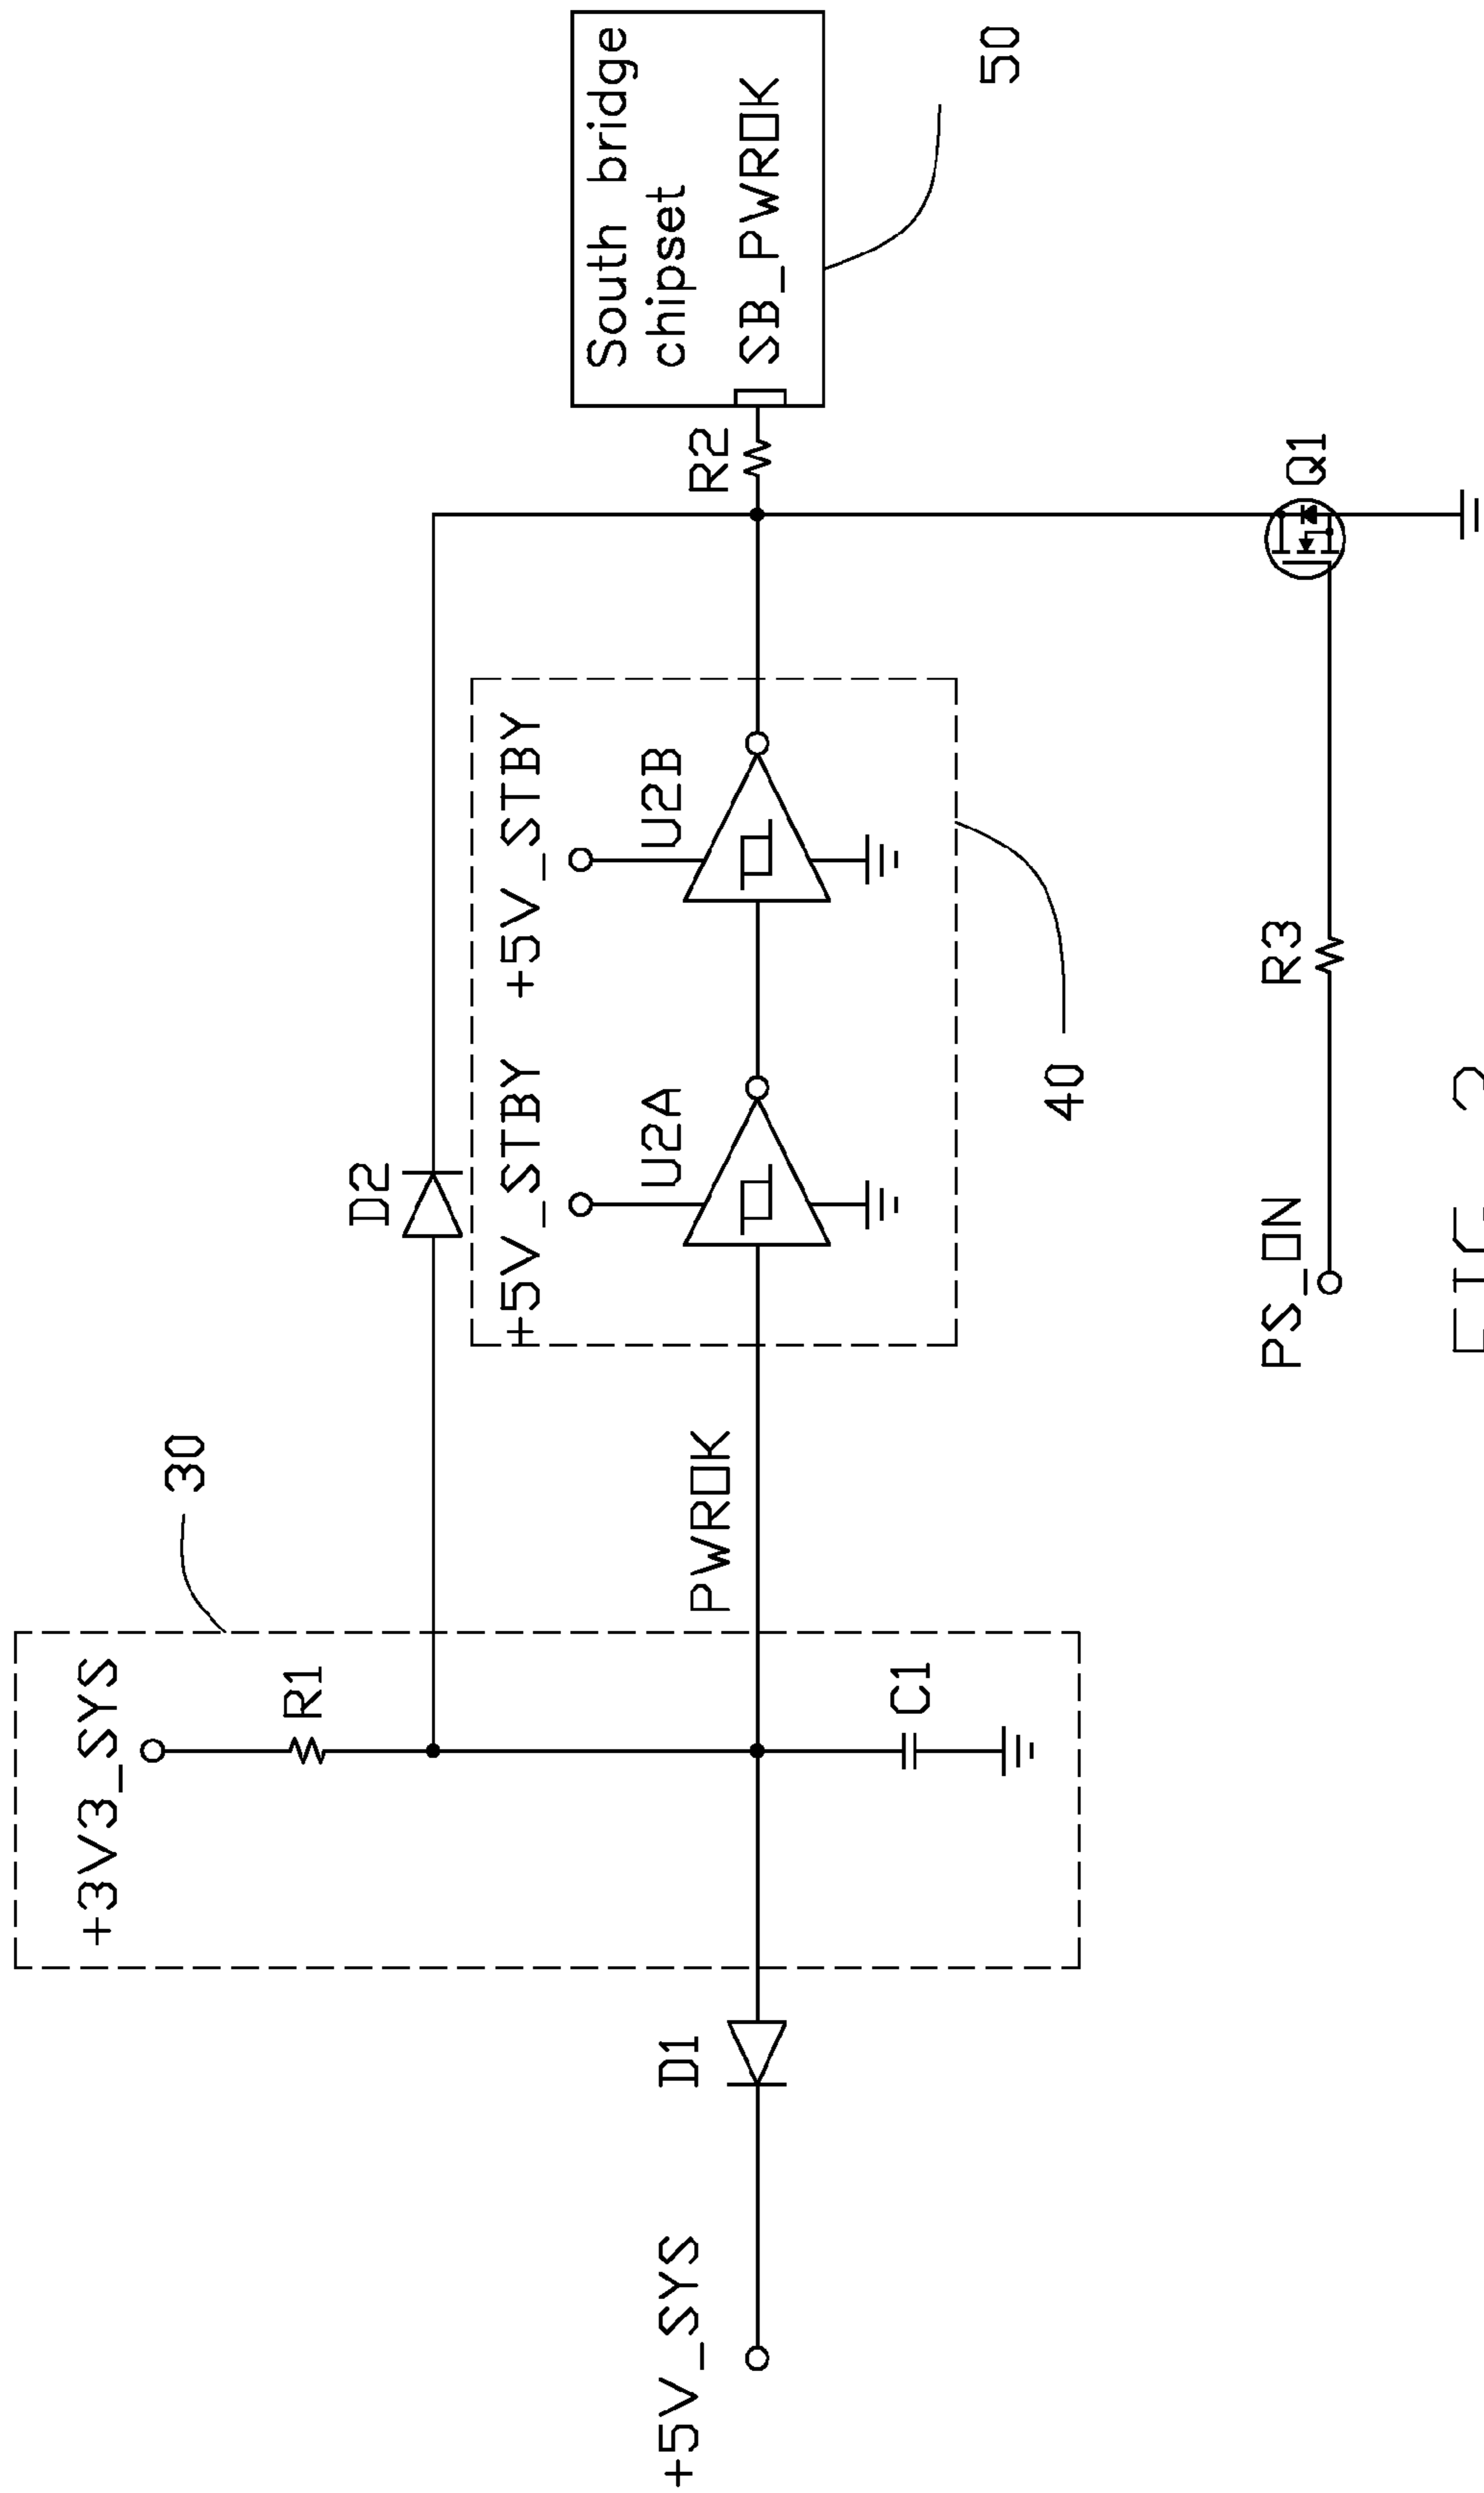 +3V3_SYS
30
R1
D2
+5V_STBY
+5V_STBY
South bridge
chipset
U2A
U2B
+5V_SYS
D1
PWROK
R2
SB_PWROK
C1
40
50
PS_ON
R3
Q1